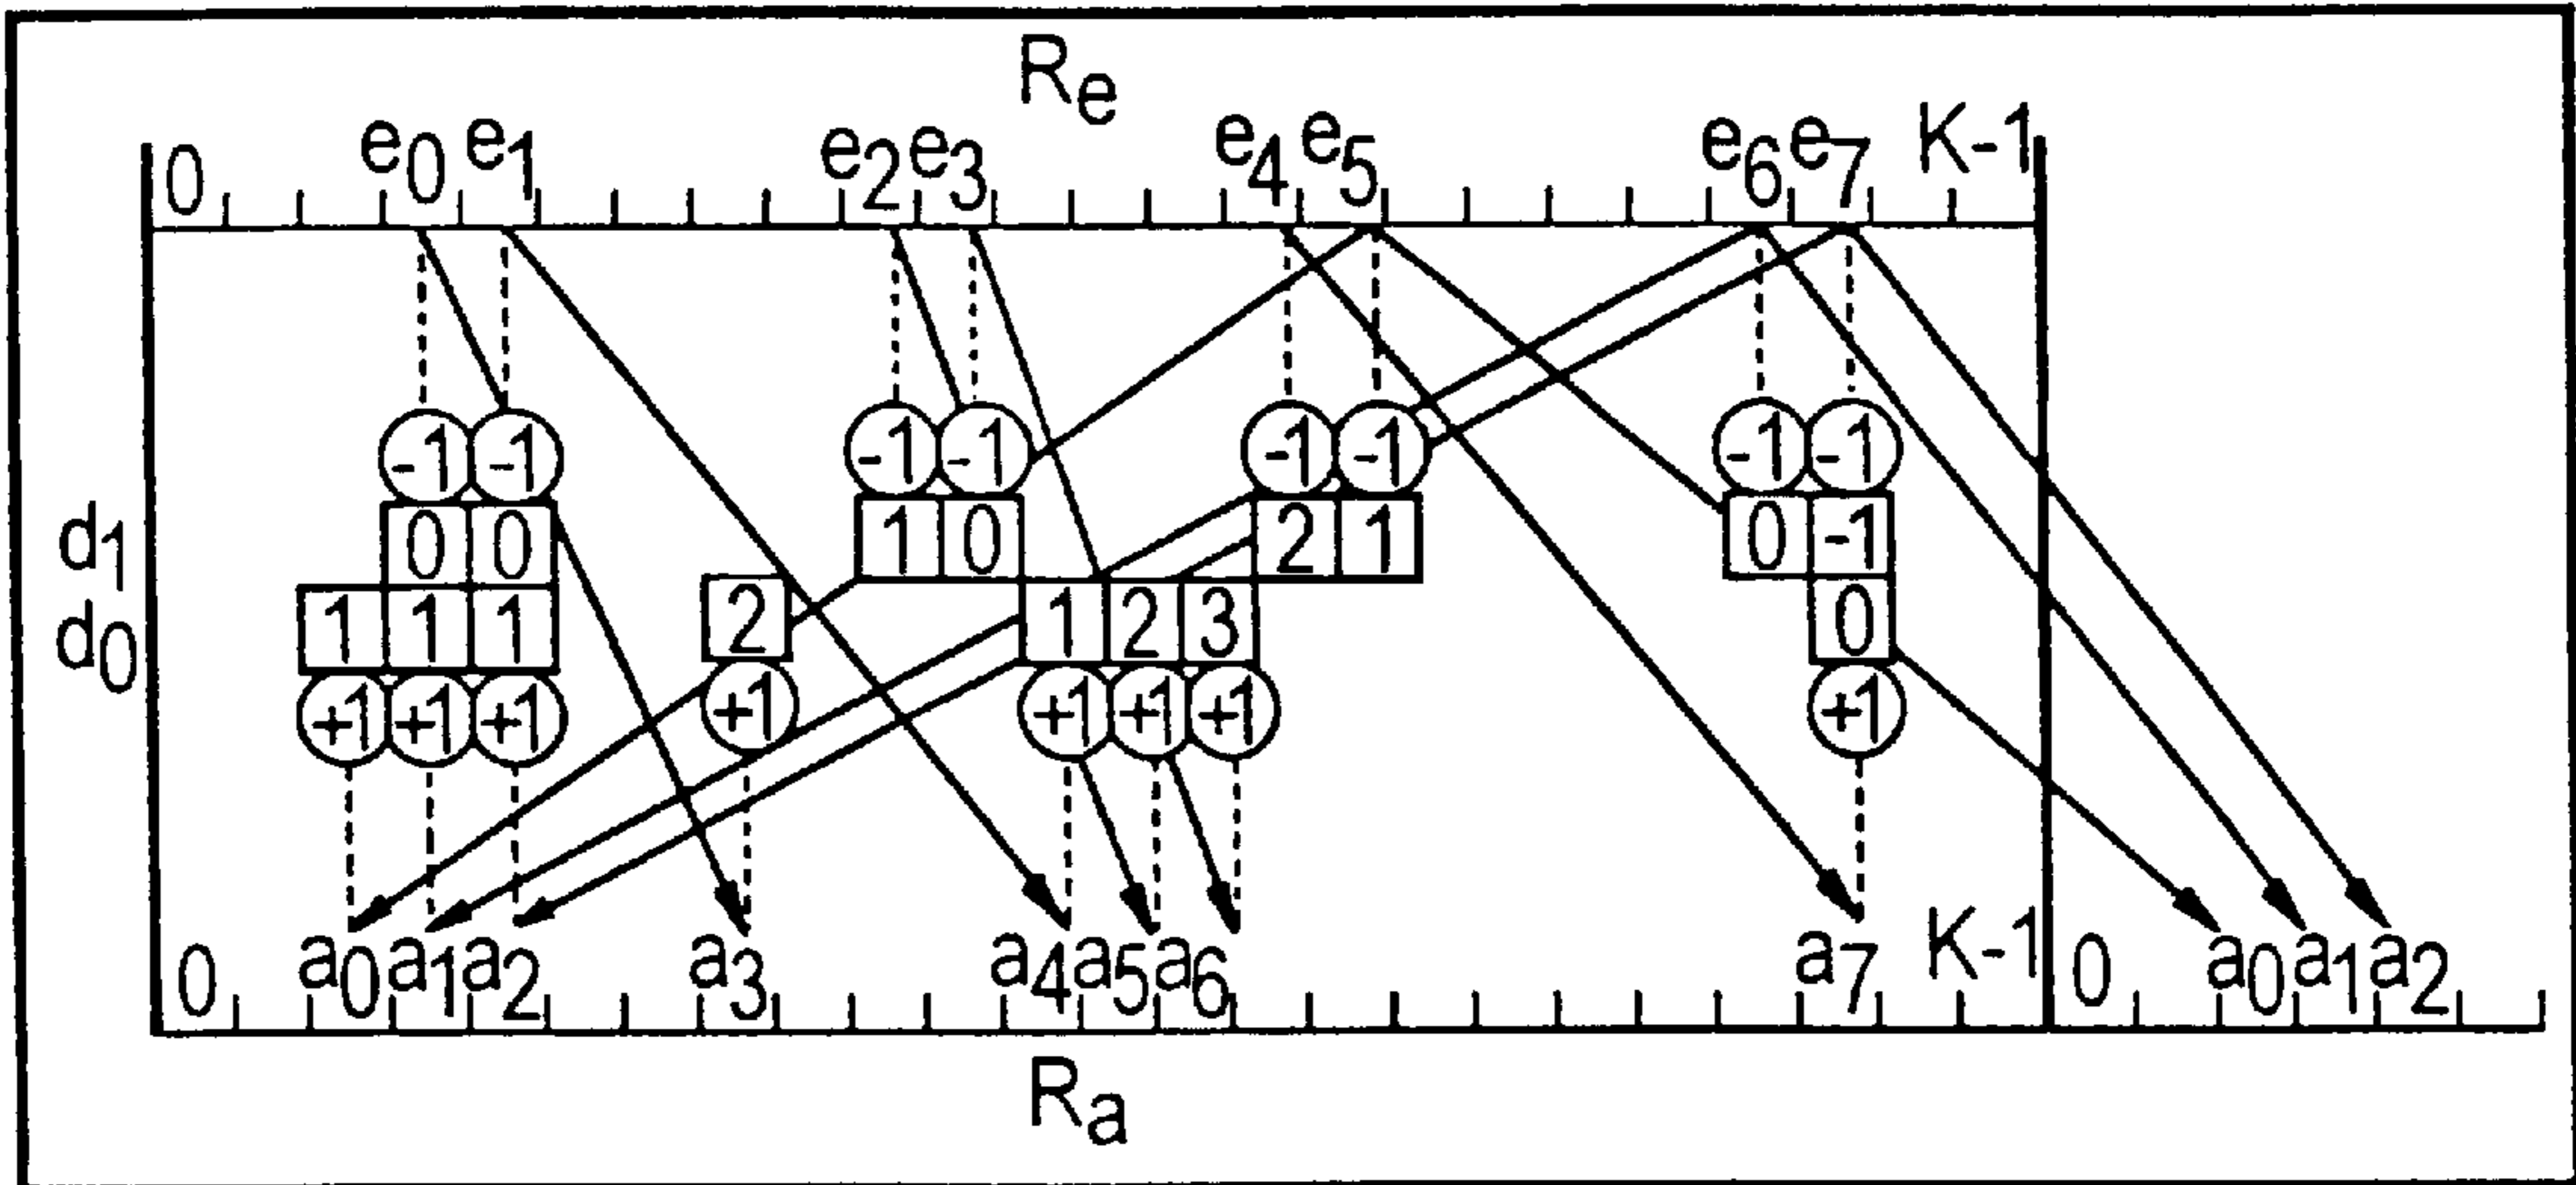 Re
0 e0 e1 e2 e3 e4 e5 e6 e7 K-1
-1 -1 -1 -1 -1 -1 -1 -1
d1 0 0 1 0 2 1 0 -1
d0 1 1 1 2 1 2 3 0
+1 +1 +1 +1 +1 +1 +1 +1
0 a0 a1 a2 a3 a4 a5 a6 a7 K-1 0 a0 a1 a2
Ra